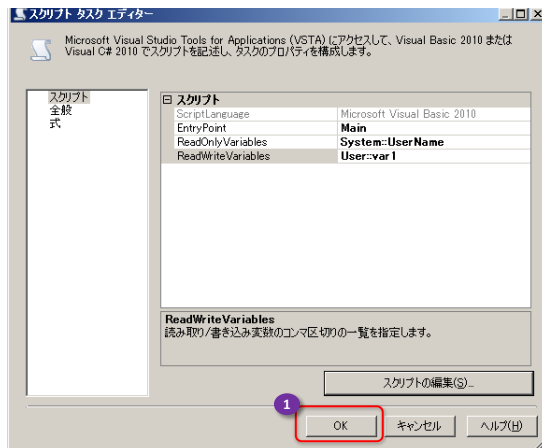 スクリプト タスク エディター
Microsoft Visual Studio Tools for Applications (VSTA) にアクセスして、Visual Basic 2010 または
Visual C# 2010 でスクリプトを記述し、タスクのプロパティを構成します。
スクリプト
全般
式
スクリプト
ScriptLanguage Microsoft Visual Basic 2010
EntryPoint Main
ReadOnlyVariables System::UserName
ReadWriteVariables User::var1
ReadWriteVariables
読み取り/書き込み変数のコンマ区切りの一覧を指定します。
スクリプトの編集(S)...
1
OK キャンセル ヘルプ(H)